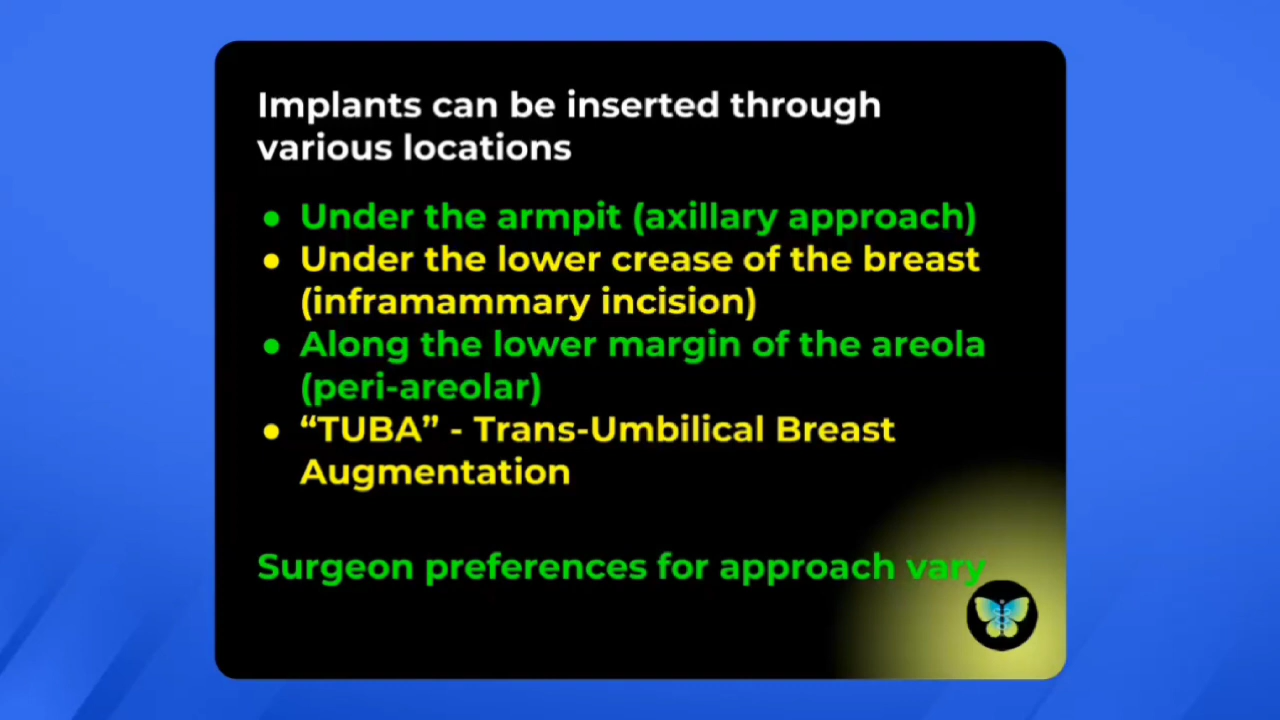 Implants can be inserted through
various locations
● Under the armpit (axillary approach)
● Under the lower crease of the breast
(inframammary incision)
● Along the lower margin of the areola
(peri-areolar)
● “TUBA” - Trans-Umbilical Breast
Augmentation
Surgeon preferences for approach vary